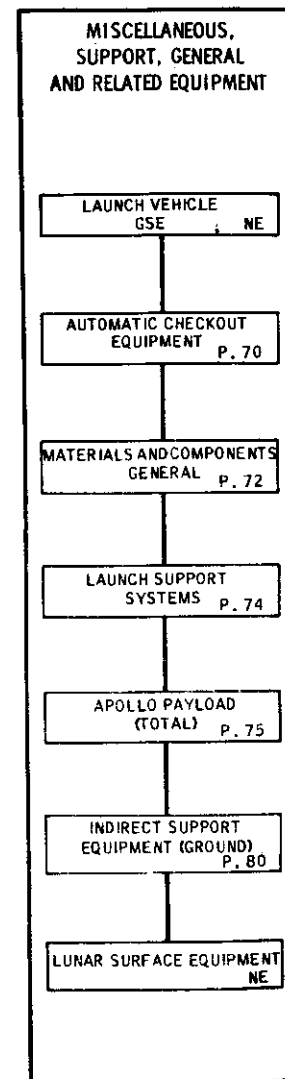 MISCELLANEOUS,
SUPPORT, GENERAL
AND RELATED EQUIPMENT
LAUNCH VEHICLE
GSE NE
AUTOMATIC CHECKOUT
EQUIPMENT
P. 70
MATERIALS AND COMPONENTS
GENERAL
P. 72
LAUNCH SUPPORT
SYSTEMS P. 74
APOLLO PAYLOAD
(TOTAL)
P. 75
INDIRECT SUPPORT
EQUIPMENT (GROUND)
P. 80
LUNAR SURFACE EQUIPMENT
NE